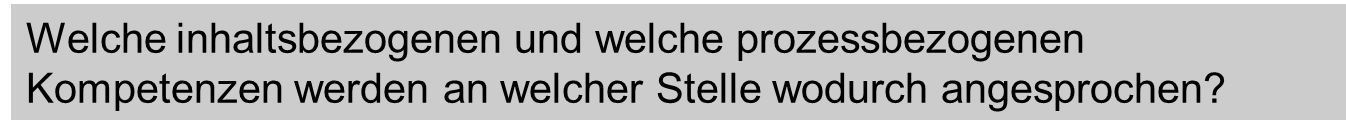 Welche inhaltsbezogenen und welche prozessbezogenen
Kompetenzen werden an welcher Stelle wodurch angesprochen?